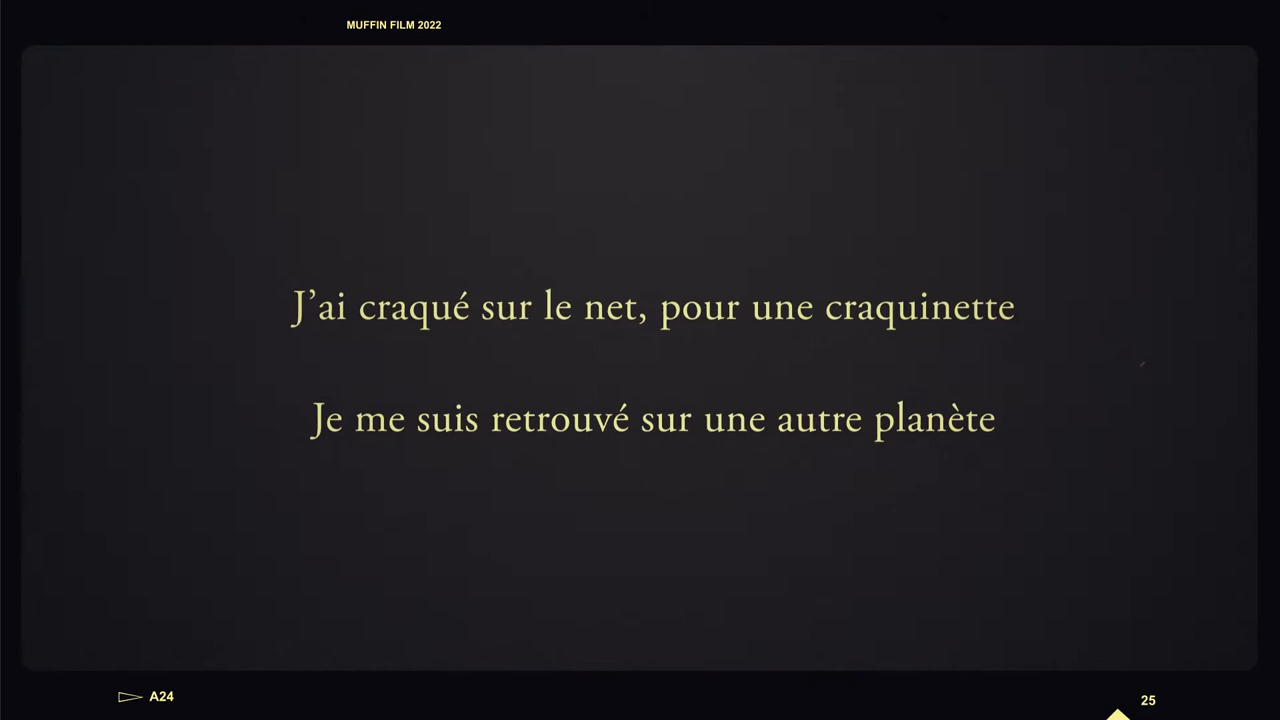 MUFFIN FILM 2022
J’ai craqué sur le net, pour une craquinette
Je me suis retrouvé sur une autre planète
A24
25